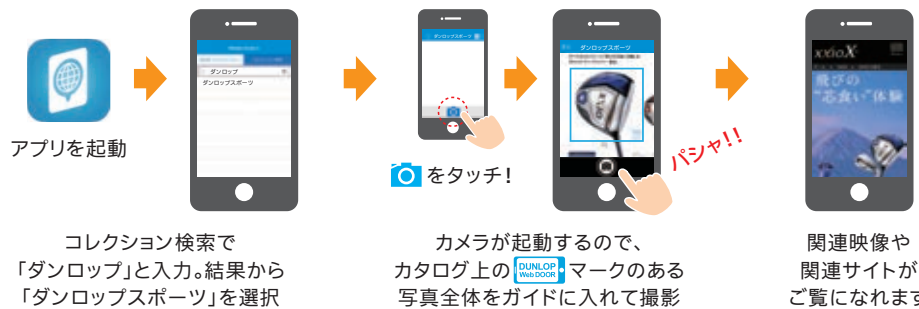 アプリを起動
ダンロップ
ダンロップスポーツ
コレクション検索で
「ダンロップ」と入力。結果から
「ダンロップスポーツ」を選択
ダンロップスポーツ
をタッチ!
ダンロップスポーツ
XXIO
パシャ!!
カメラが起動するので、
カタログ上の DUNLOP Web DOOR マークのある
写真全体をガイドに入れて撮影
XXIO X
飛びの
“芯食い”体験
関連映像や
関連サイトが
ご覧になれます